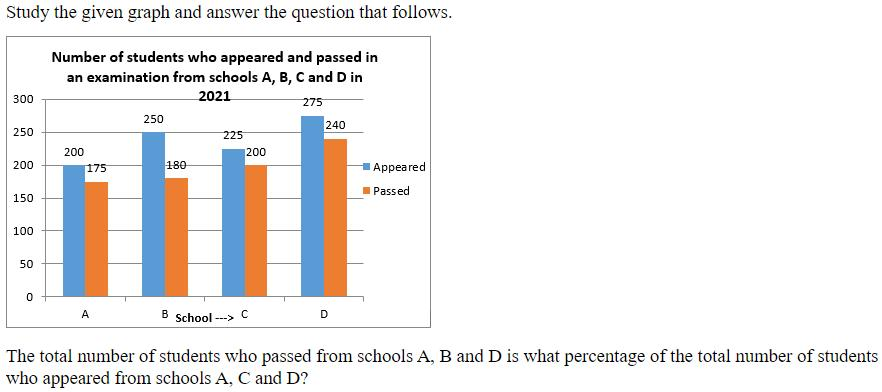 Study the given graph and answer the question that follows.
Number of students who appeared and passed in
an examination from schools A, B, C and D in
2021
300
250
200
150
100
50
0
200
175
250
180
225
200
275
240
Appeared
Passed
A
B
School --->
C
D
The total number of students who passed from schools A, B and D is what percentage of the total number of students
who appeared from schools A, C and D?